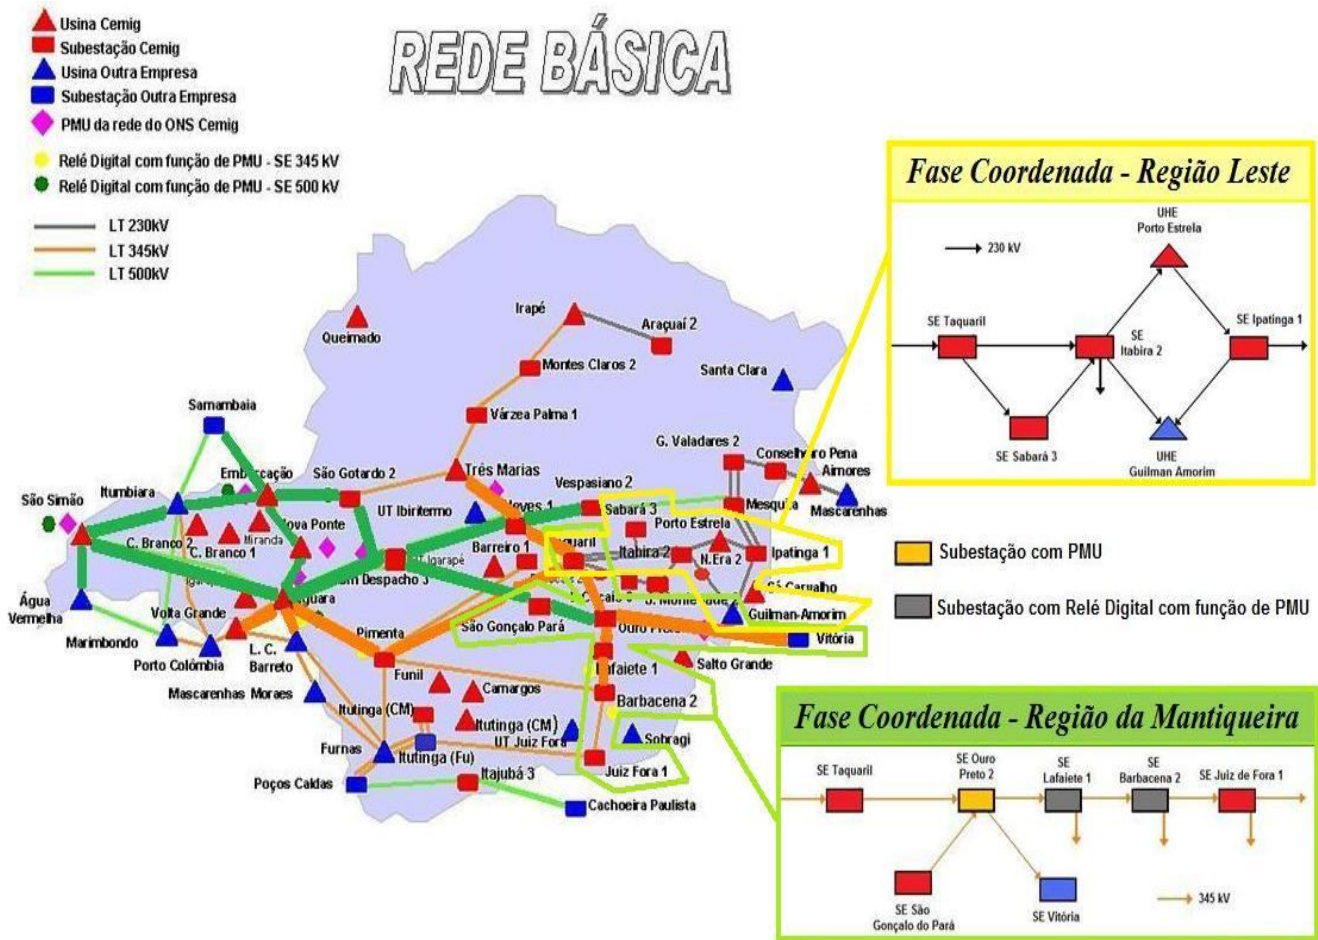 REDE BÁSICA
Usina Cemig
Subestação Cemig
Usina Outra Empresa
Subestação Outra Empresa
PMU da rede do ONS Cemig
Relé Digital com função de PMU - SE 345 kV
Relé Digital com função de PMU - SE 500 kV
LT 230kV
LT 345kV
LT 500kV
Fase Coordenada - Região Leste
UHE
Porto Estrela
230 kV
SE Taquaril
SE
Itabira 2
SE Ipatinga 1
SE Sabará 3
UHE
Guilman Amorim
Irapé
Araçuaí 2
Queimado
Montes Claros 2
Santa Clara
Várzea Palma 1
Samambaia
G. Valadares 2
Conselheiro Pena
Aimores
Mascarenhas
São Gotardo 2
Três Marias
Vespasiano 2
Itumbiara
São Simão
UT Ibiritermo
Sabará 3
Mesquita
Porto Estrela
C. Branco 2
C. Branco 1
Miranda
Barreiro 1
Itabira 2
N.Era 2
Ipatinga 1
Água
Vermelha
Volta Grande
São Gonçalo Pará
Guilman-Amorim
Vitória
Marimbondo
Porto Colômbia
L. C.
Barreto
Pimenta
Salto Grande
Mascarenhas Moraes
Funil
Camargos
Barbacena 2
Itutinga (CM)
Itutinga (CM)
UT Juiz Fora
Sobragi
Furnas
Itutinga (Fu)
Juiz Fora 1
Poços Caldas
Itajubá 3
Cachoeira Paulista
Subestação com PMU
Subestação com Relé Digital com função de PMU
Fase Coordenada - Região da Mantiqueira
SE Taquaril
SE Ouro
Preto 2
SE
Lafaiete 1
SE
Barbacena 2
SE Juiz de Fora 1
SE São
Gonçalo do Pará
SE Vitória
345 kV